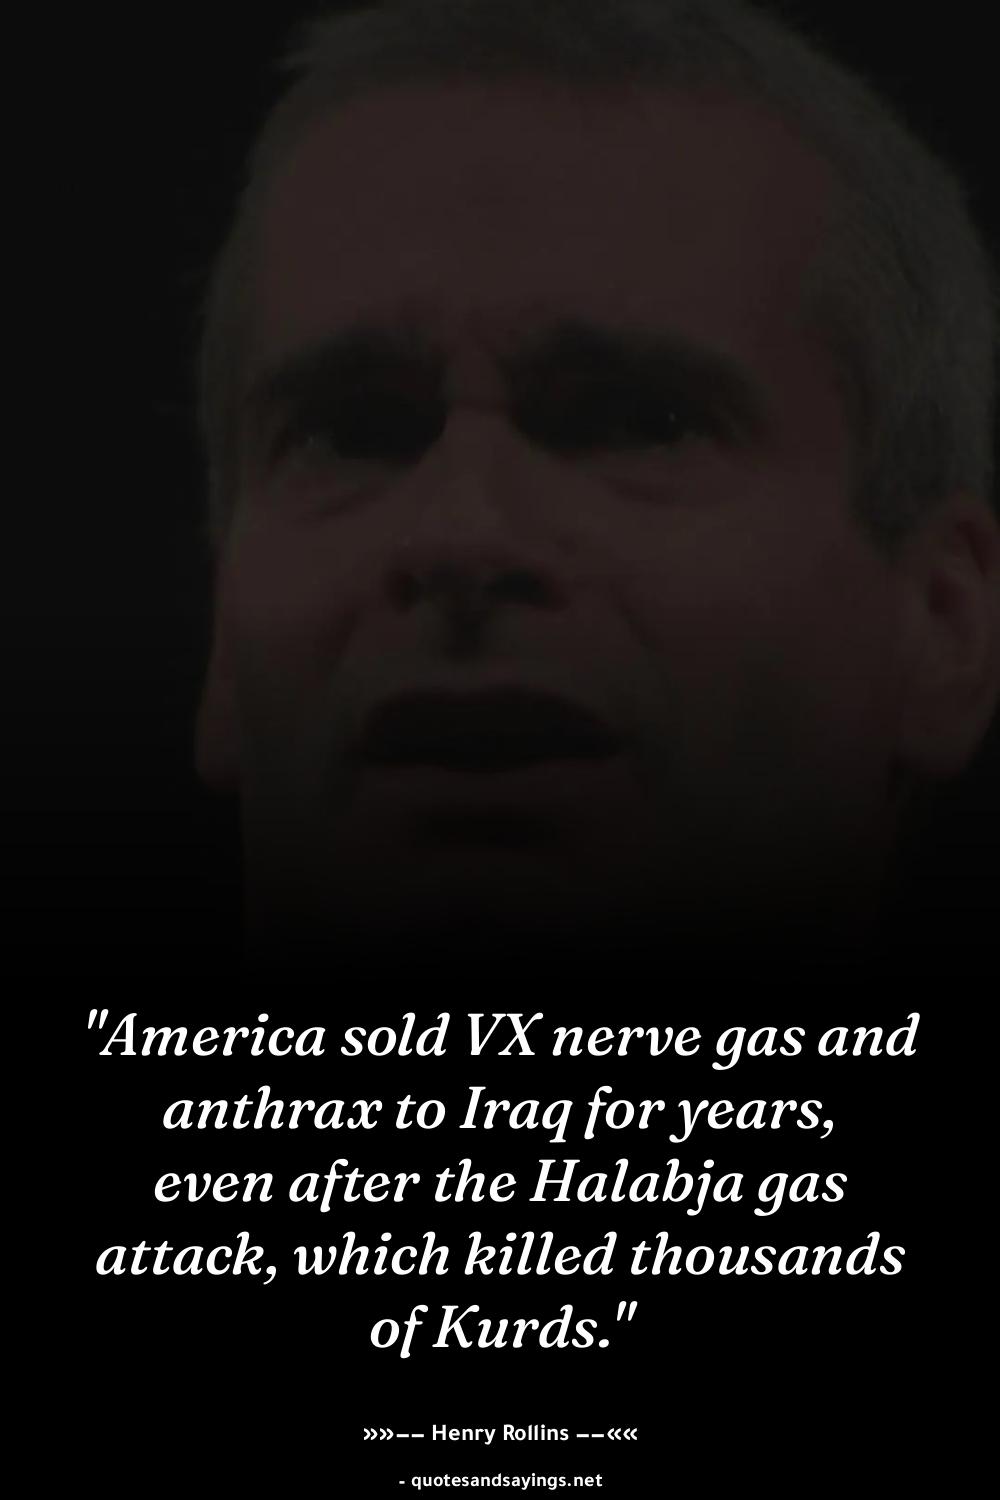 "America sold VX nerve gas and
anthrax to Iraq for years,
even after the Halabja gas
attack, which killed thousands
of Kurds."
»»−− Henry Rollins −−««
- quotesandsayings.net